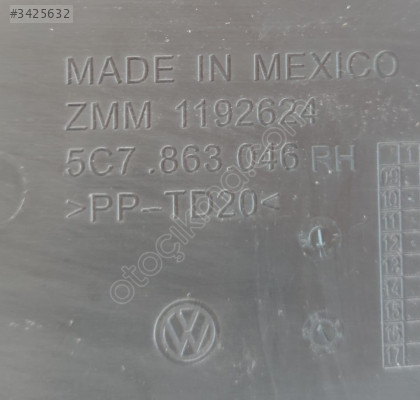 #3425632
MADE IN MEXICO
ZMM 1192624
5C7.863 046 RH
>PP-TD20<
otoçıkma.com